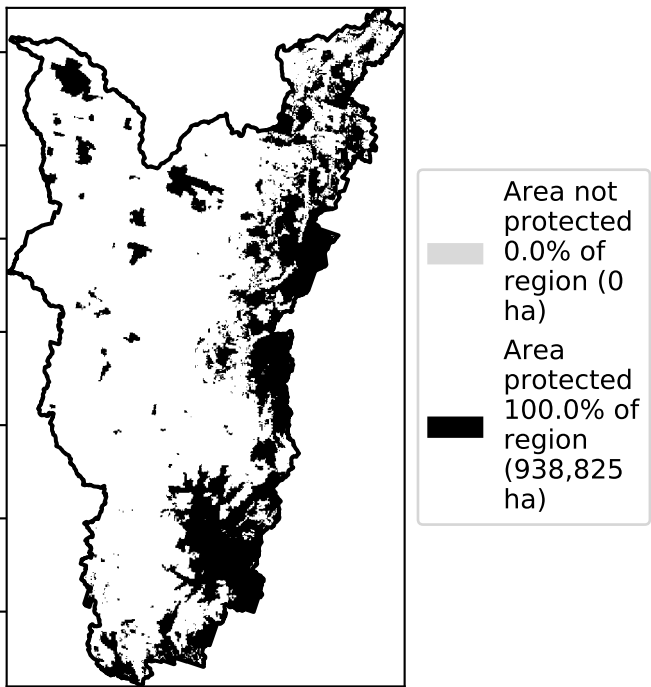 Area not
protected
0.0% of
region (0
ha)
Area
protected
100.0% of
region
(938,825
ha)